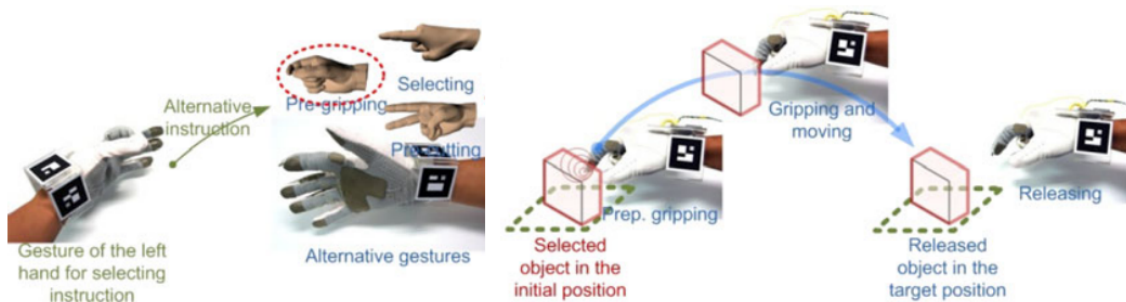 Alternative
instruction
Gesture of the left
hand for selecting
instruction
Pre-gripping
Selecting
Pre-cutting
Alternative gestures
Prep. gripping
Selected
object in the
initial position
Gripping and
moving
Releasing
Released
object in the
target position